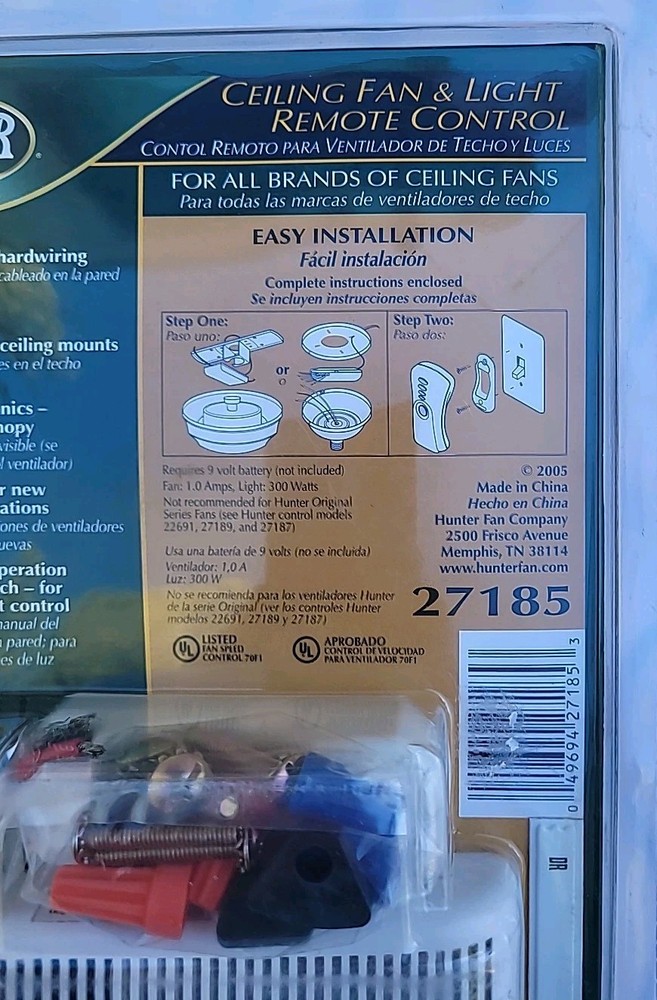 R
®
CEILING FAN & LIGHT
REMOTE CONTROL
CONTOL REMOTO PARA VENTILADOR DE TECHO Y LUCES
FOR ALL BRANDS OF CEILING FANS
Para todas las marcas de ventiladores de techo
EASY INSTALLATION
Fácil instalación
Complete instructions enclosed
Se incluyen instrucciones completas
Step One:
Paso uno:
or
o
Step Two:
Paso dos:
hardwiring
cableado en la pared
ceiling mounts
es en el techo
nics –
nopy
visible (se
l ventilador)
r new
ations
ones de ventiladores
uevas
peration
ch – for
t control
manual del
a pared; para
es de luz
Requires 9 volt battery (not included)
Fan: 1.0 Amps, Light: 300 Watts
Not recommended for Hunter Original
Series Fans (see Hunter control models
22691, 27189, and 27187)
Usa una batería de 9 volts (no se incluida)
Ventilador: 1,0 A
Luz: 300 W
No se recomienda para los ventiladores Hunter
de la serie Original (ver los controles Hunter
modelos 22691, 27189 y 27187)
UL LISTED
FAN SPEED
CONTROL 70F1
UL APROBADO
CONTROL DE VELOCIDAD
PARA VENTILADOR 70F1
© 2005
Made in China
Hecho en China
Hunter Fan Company
2500 Frisco Avenue
Memphis, TN 38114
www.hunterfan.com
27185
0 49694 27185 3
DR